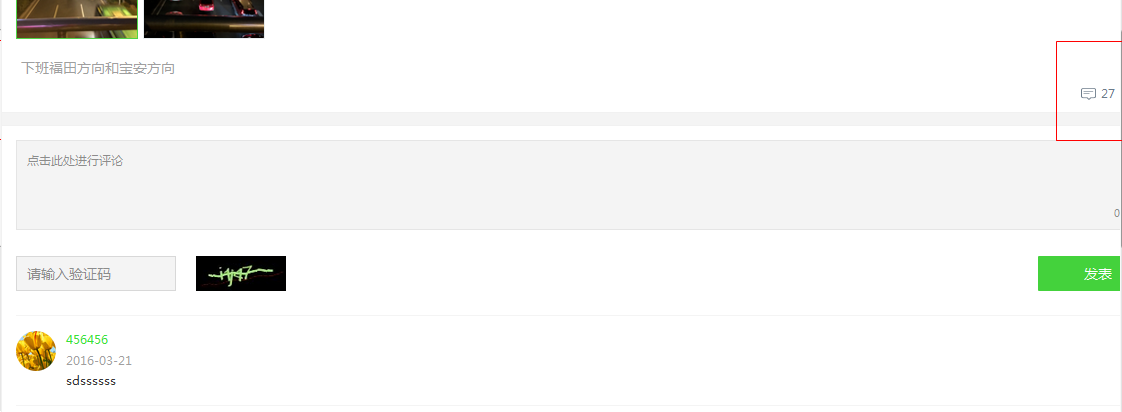 下班福田方向和宝安方向
27
点击此处进行评论
0
请输入验证码
发表
456456
2016-03-21
sdssssss